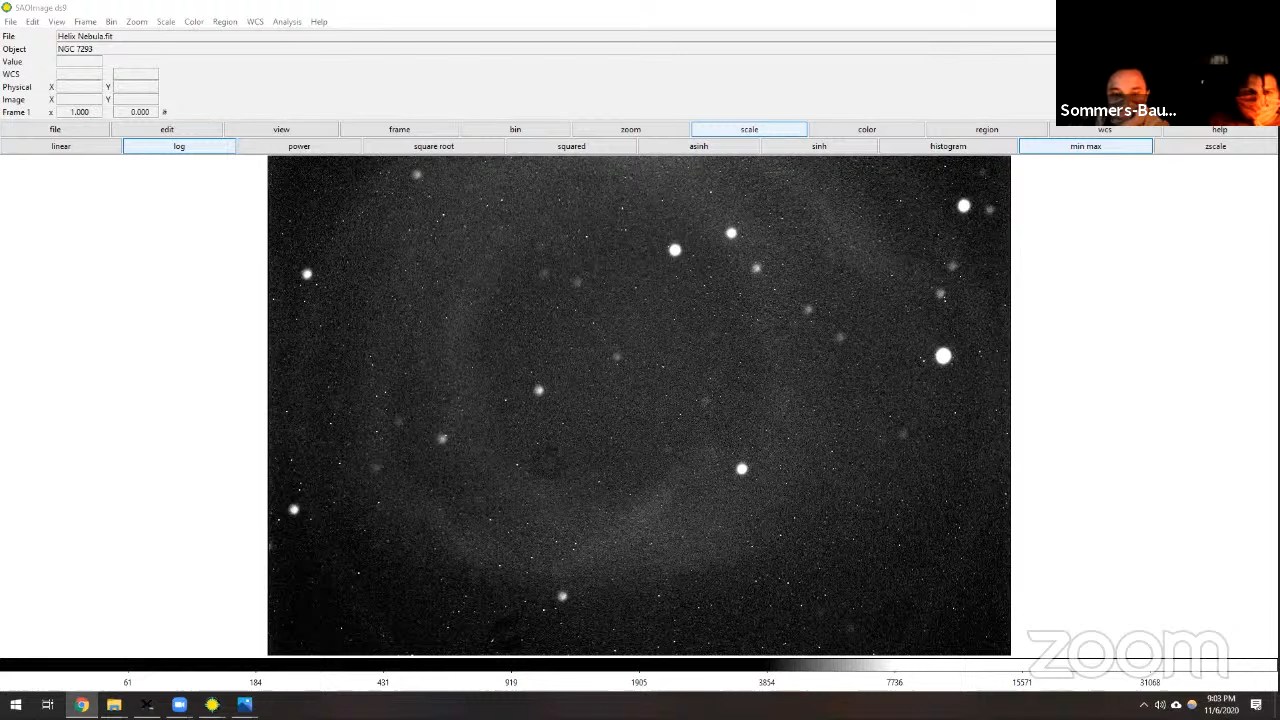 SAOImage ds9
File Edit View Frame Bin Zoom Scale Color Region WCS Analysis Help
File Helix Nebula.fit
Object NGC 7293
Value
WCS
Physical X Y
Image X Y
Frame 1 x 1.000 0.000 °
Sommers-Bau...
file edit view frame bin zoom scale color region wcs help
linear log power square root squared asinh sinh histogram min max zscale
zoom
61 184 431 919 1905 3854 7736 15571 31068
9:03 PM
11/6/2020